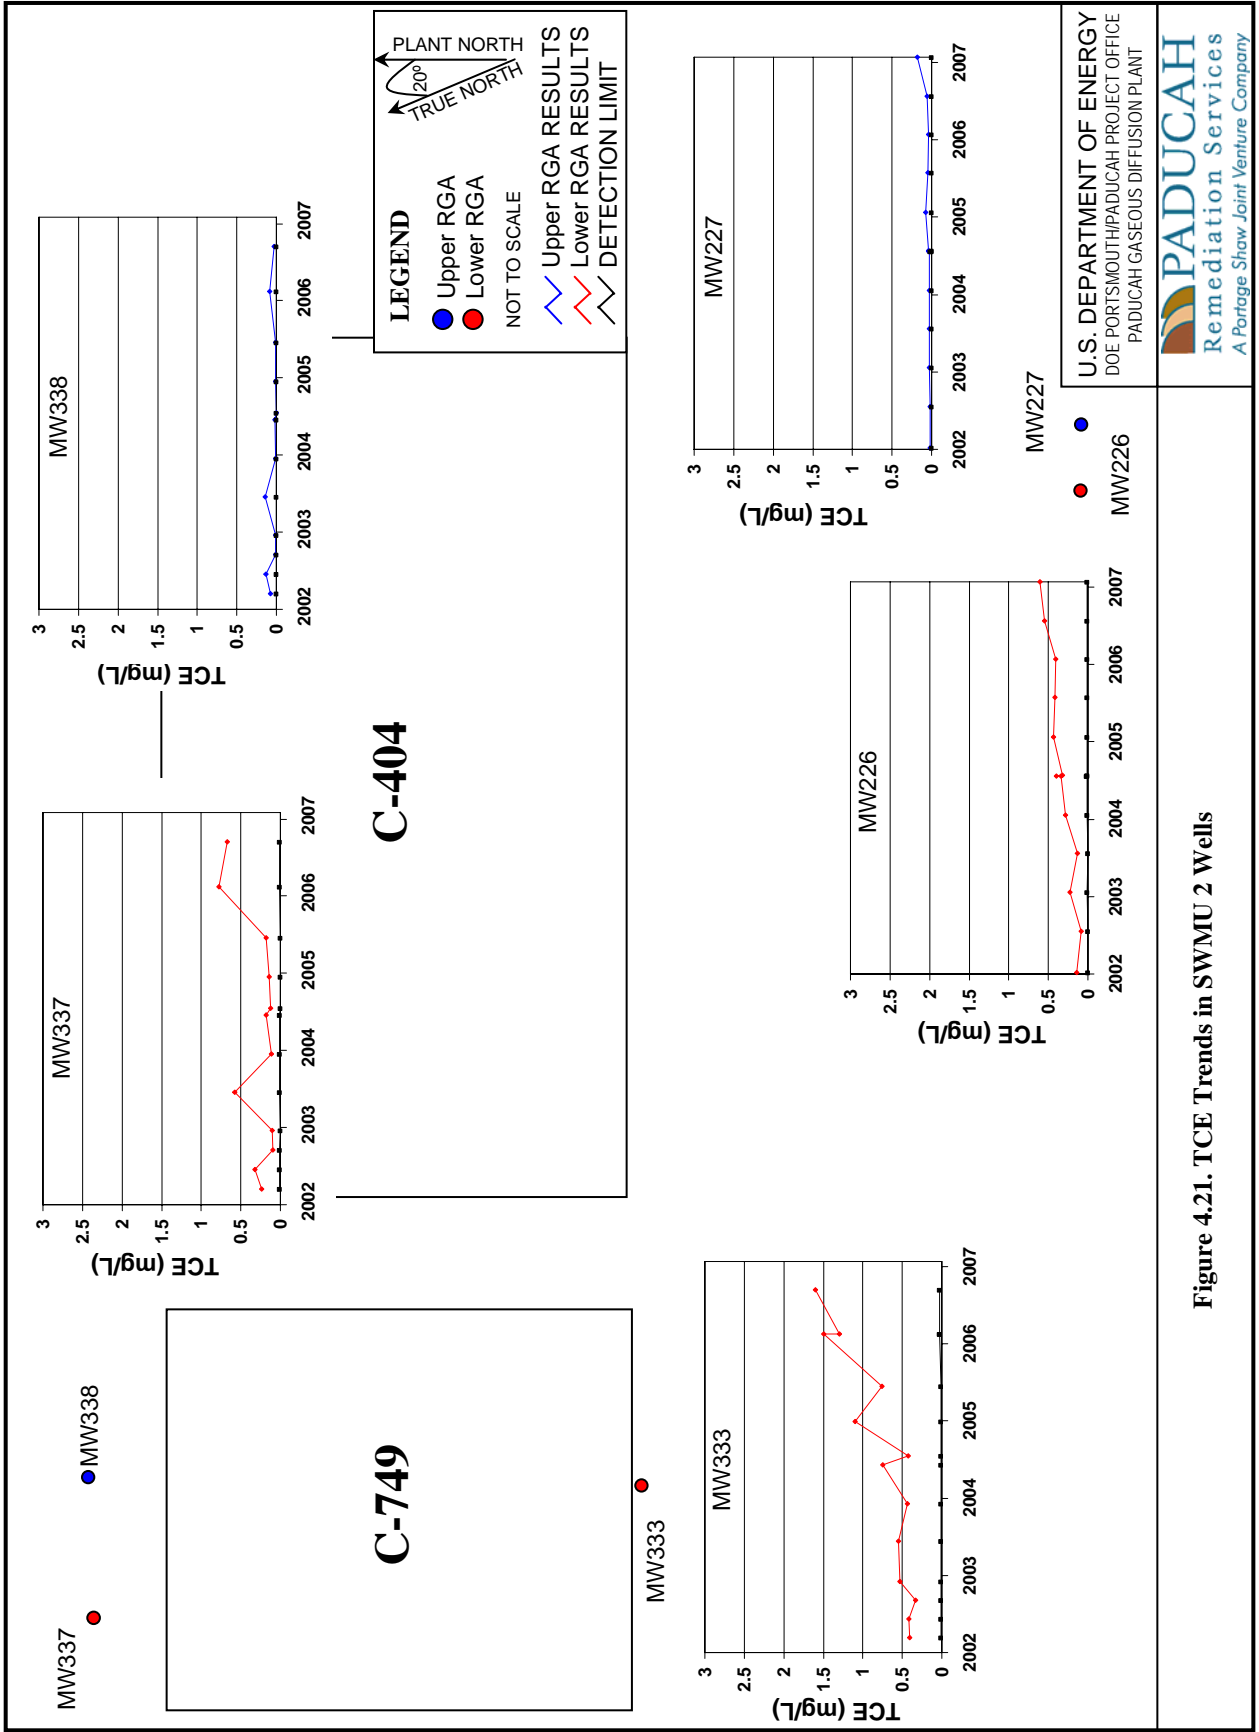 MW337
MW338
C-749
MW333
MW337
TCE (mg/L)
3
2.5
2
1.5
1
0.5
0
2002
2003
2004
2005
2006
2007
MW338
TCE (mg/L)
3
2.5
2
1.5
1
0.5
0
2002
2003
2004
2005
2006
2007
C-404
LEGEND
Upper RGA
Lower RGA
NOT TO SCALE
Upper RGA RESULTS
Lower RGA RESULTS
DETECTION LIMIT
PLANT NORTH
20⁰
TRUE NORTH
MW333
TCE (mg/L)
3
2.5
2
1.5
1
0.5
0
2002
2003
2004
2005
2006
2007
MW226
TCE (mg/L)
3
2.5
2
1.5
1
0.5
0
2002
2003
2004
2005
2006
2007
MW227
TCE (mg/L)
3
2.5
2
1.5
1
0.5
0
2002
2003
2004
2005
2006
2007
MW227
MW226
U.S. DEPARTMENT OF ENERGY
DOE PORTSMOUTH/PADUCAH PROJECT OFFICE
PADUCAH GASEOUS DIFFUSION PLANT
PADUCAH
Remediation Services
A Portage Shaw Joint Venture Company
Figure 4.21. TCE Trends in SWMU 2 Wells